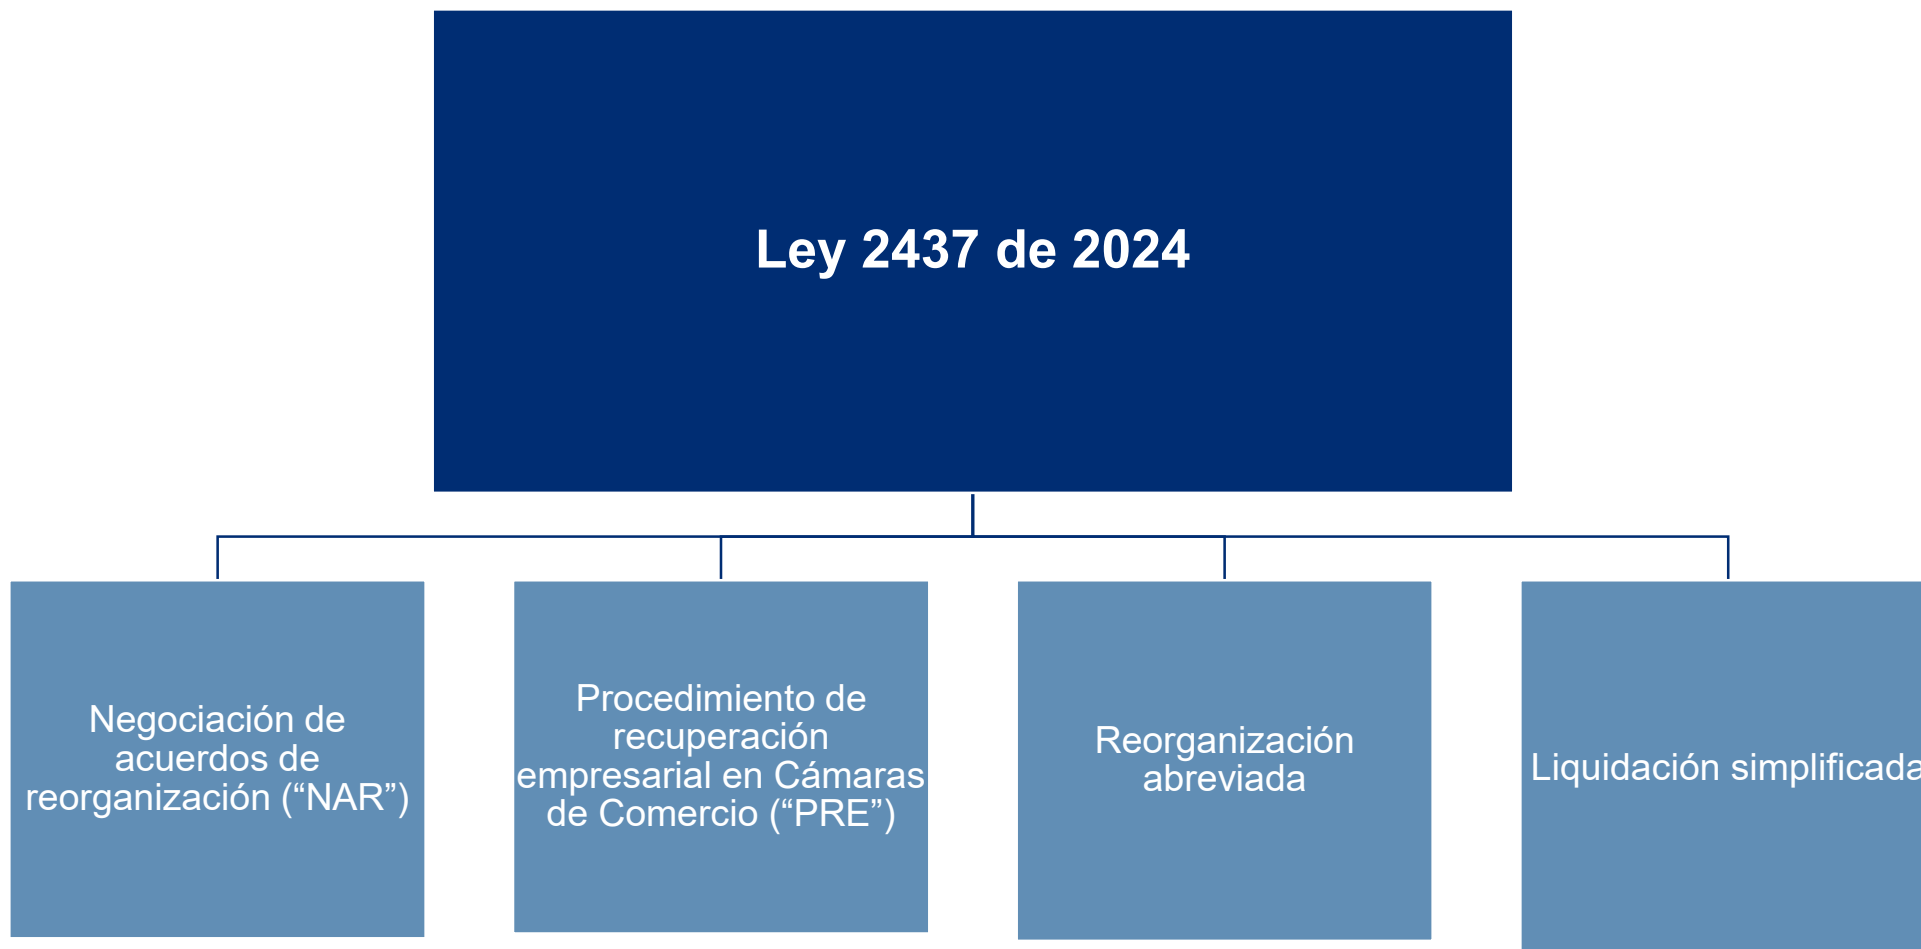 Ley 2437 de 2024
Negociación de
acuerdos de
reorganización (“NAR”)
Procedimiento de
recuperación
empresarial en Cámaras
de Comercio (“PRE”)
Reorganización
abreviada
Liquidación simplificada